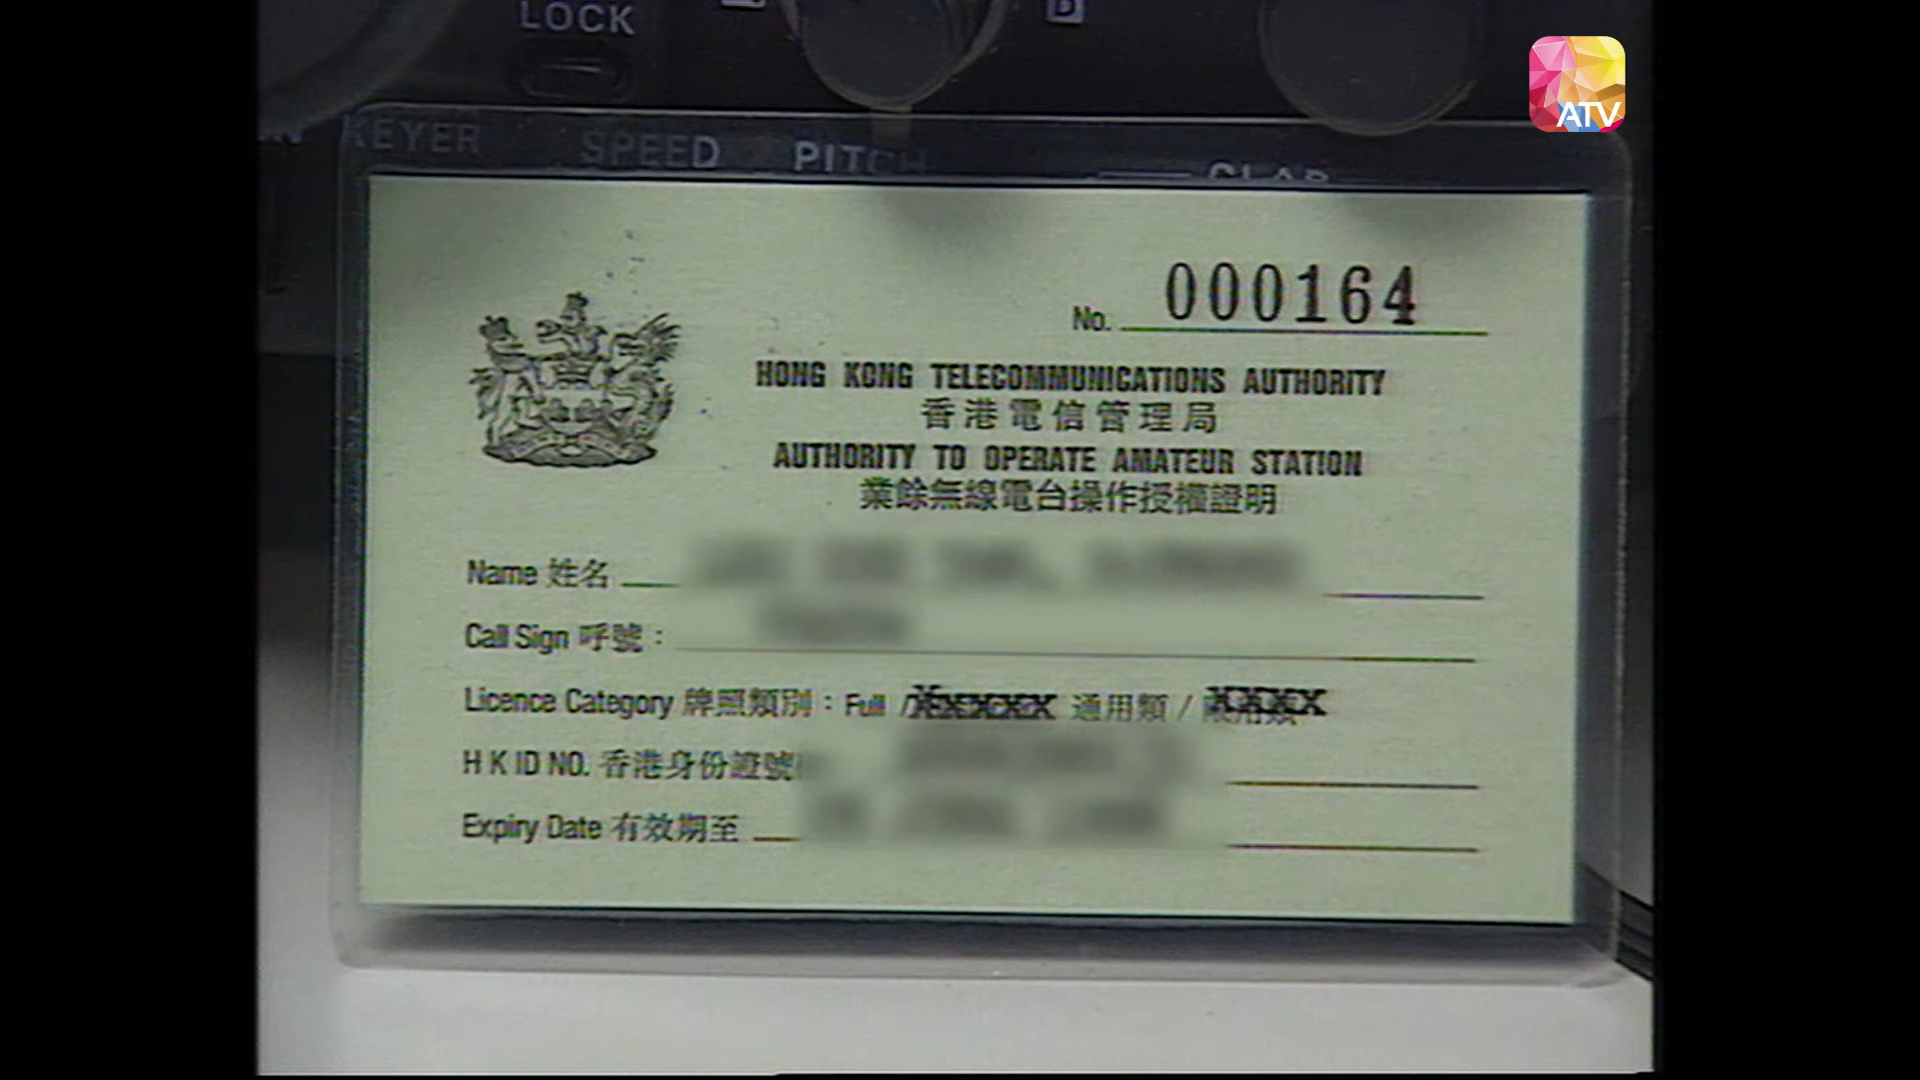 LOCK
ATV
KEYER SPEED PITCH
No. 000164
HONG KONG TELECOMMUNICATIONS AUTHORITY
香港電信管理局
AUTHORITY TO OPERATE AMATEUR STATION
業餘無線電台操作授權證明
Name 姓名
Call Sign 呼號：
Licence Category 牌照類別：Full / 通用類 /
H K ID NO. 香港身份證號
Expiry Date 有效期至